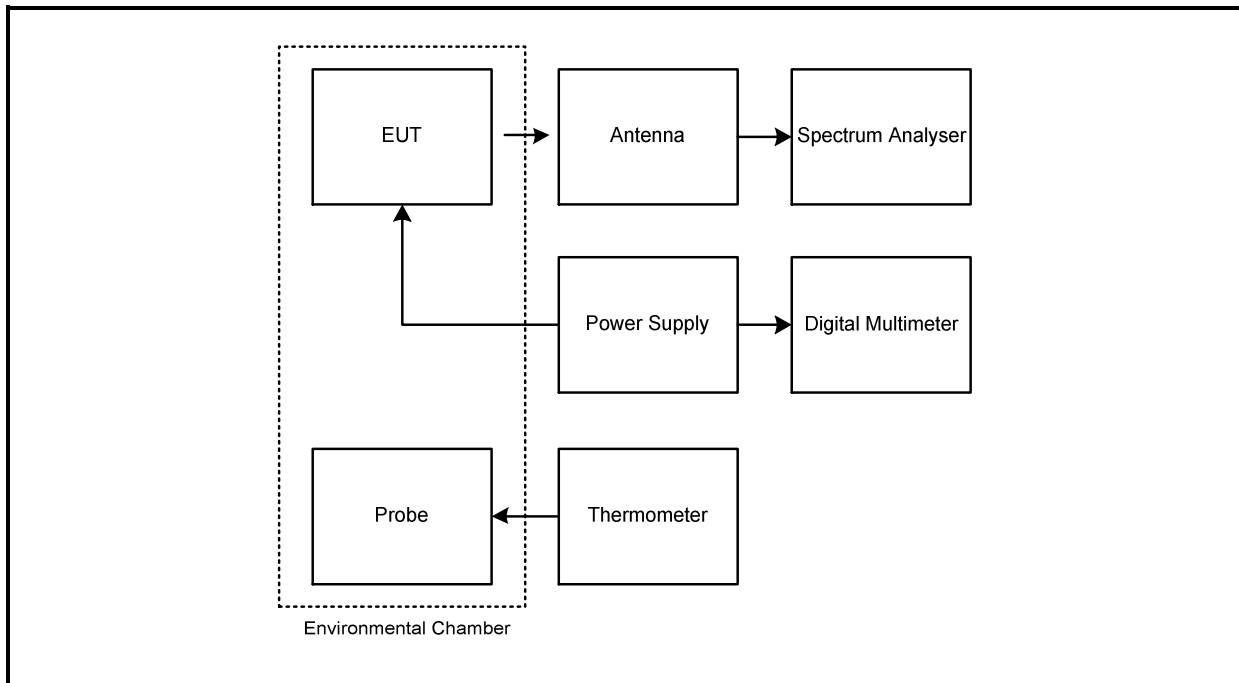 EUT
Antenna
Spectrum Analyser
Power Supply
Digital Multimeter
Probe
Thermometer
Environmental Chamber